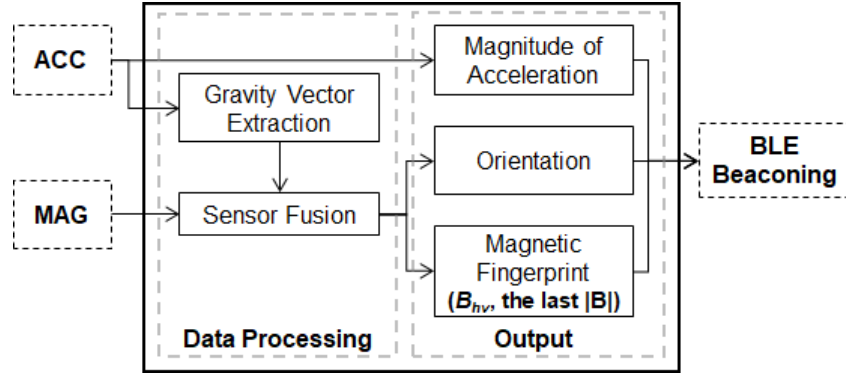 ACC
Magnitude of
Acceleration
Gravity Vector
Extraction
BLE
Beaconing
Orientation
MAG
Sensor Fusion
Magnetic
Fingerprint
(B_hv, the last |B|)
Data Processing
Output